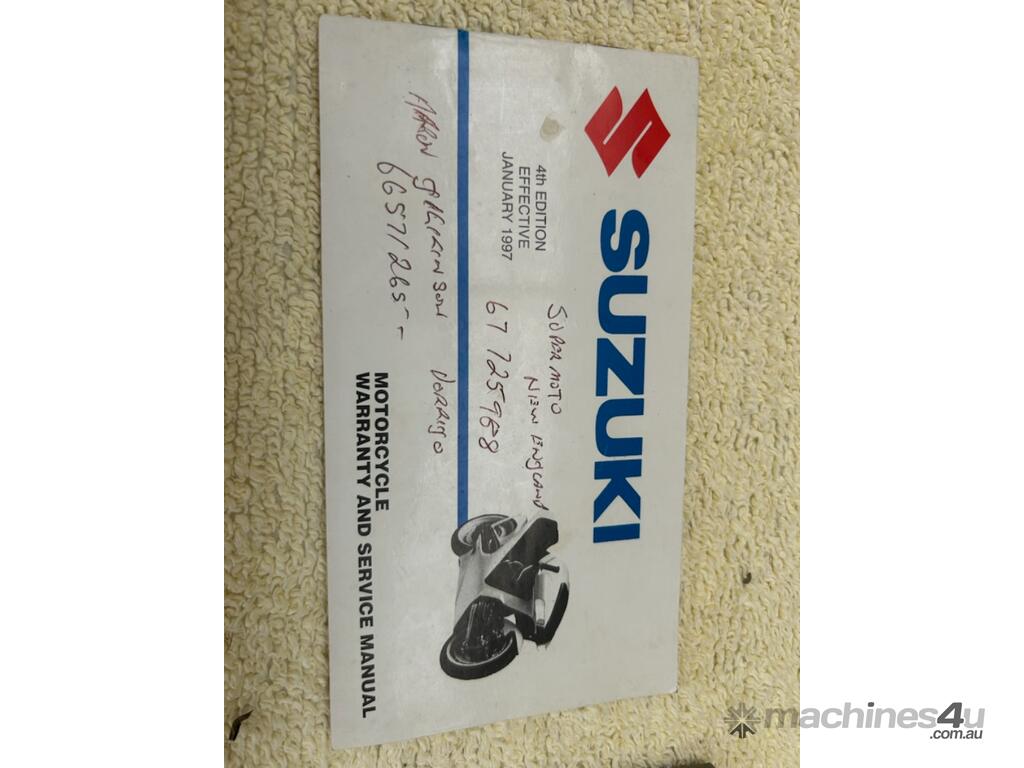 SUZUKI
4th EDITION
EFFECTIVE
JANUARY 1997
SUPER MOTO
NEW ENGLAND
67 725988
DORRIGO
66571265
MOTORCYCLE
WARRANTY AND SERVICE MANUAL
machines4u
.com.au